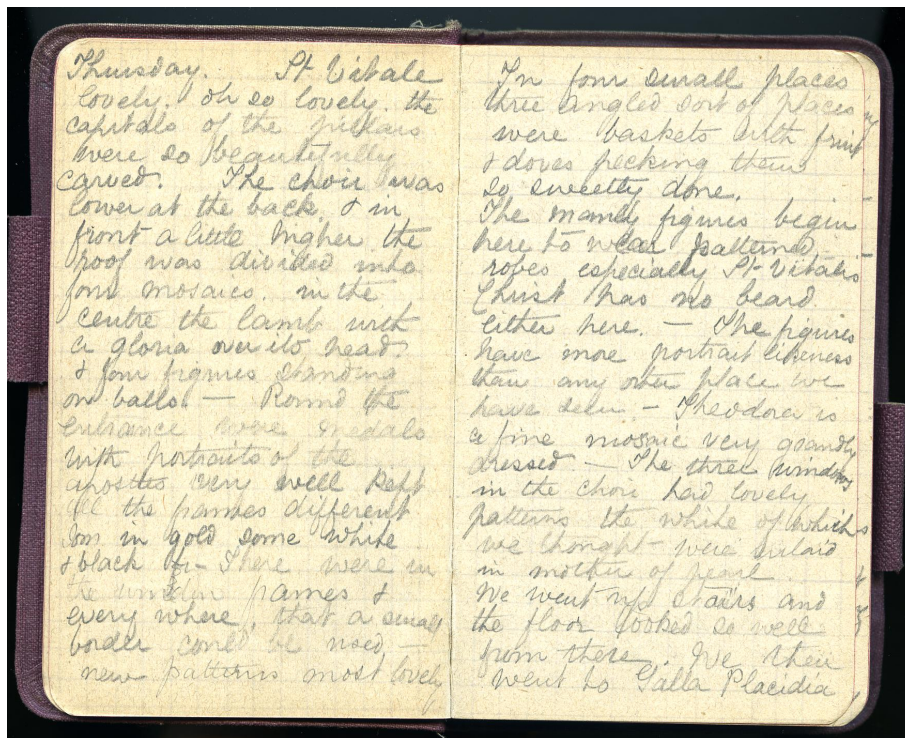 Thursday. St Vitale
lovely. oh so lovely. the
capitals of the pillars
were so beautifully
carved. The choir was
lower at the back, & in
front a little higher the
roof was divided into
four mosaics. in the
centre the lamb with
a gloria over its head
& four figures standing
on balls. — Round the
entrance were medals
with portraits of the
apostles very well kept
all the frames different
som in gold some white
& black &c — There were in
the window frames &
every where, that a small
border could be used —
new patterns most lovely
In four small places
three angled sort of places
were baskets with fruit
& doves pecking them
so sweetly done.
The manly figures begin
here to wear patterned
robes especially St Vitalis
Christ has no beard
either here. — The figures
have more portrait likeness
than any other place we
have seen — Theodora is
a fine mosaic very grandly
dressed — The three windows
in the choir had lovely
patterns the white of which
we thought were inlaid
in mother of pearl
We went up stairs and
the floor looked so well
from there. We then
went to Galla Placidia